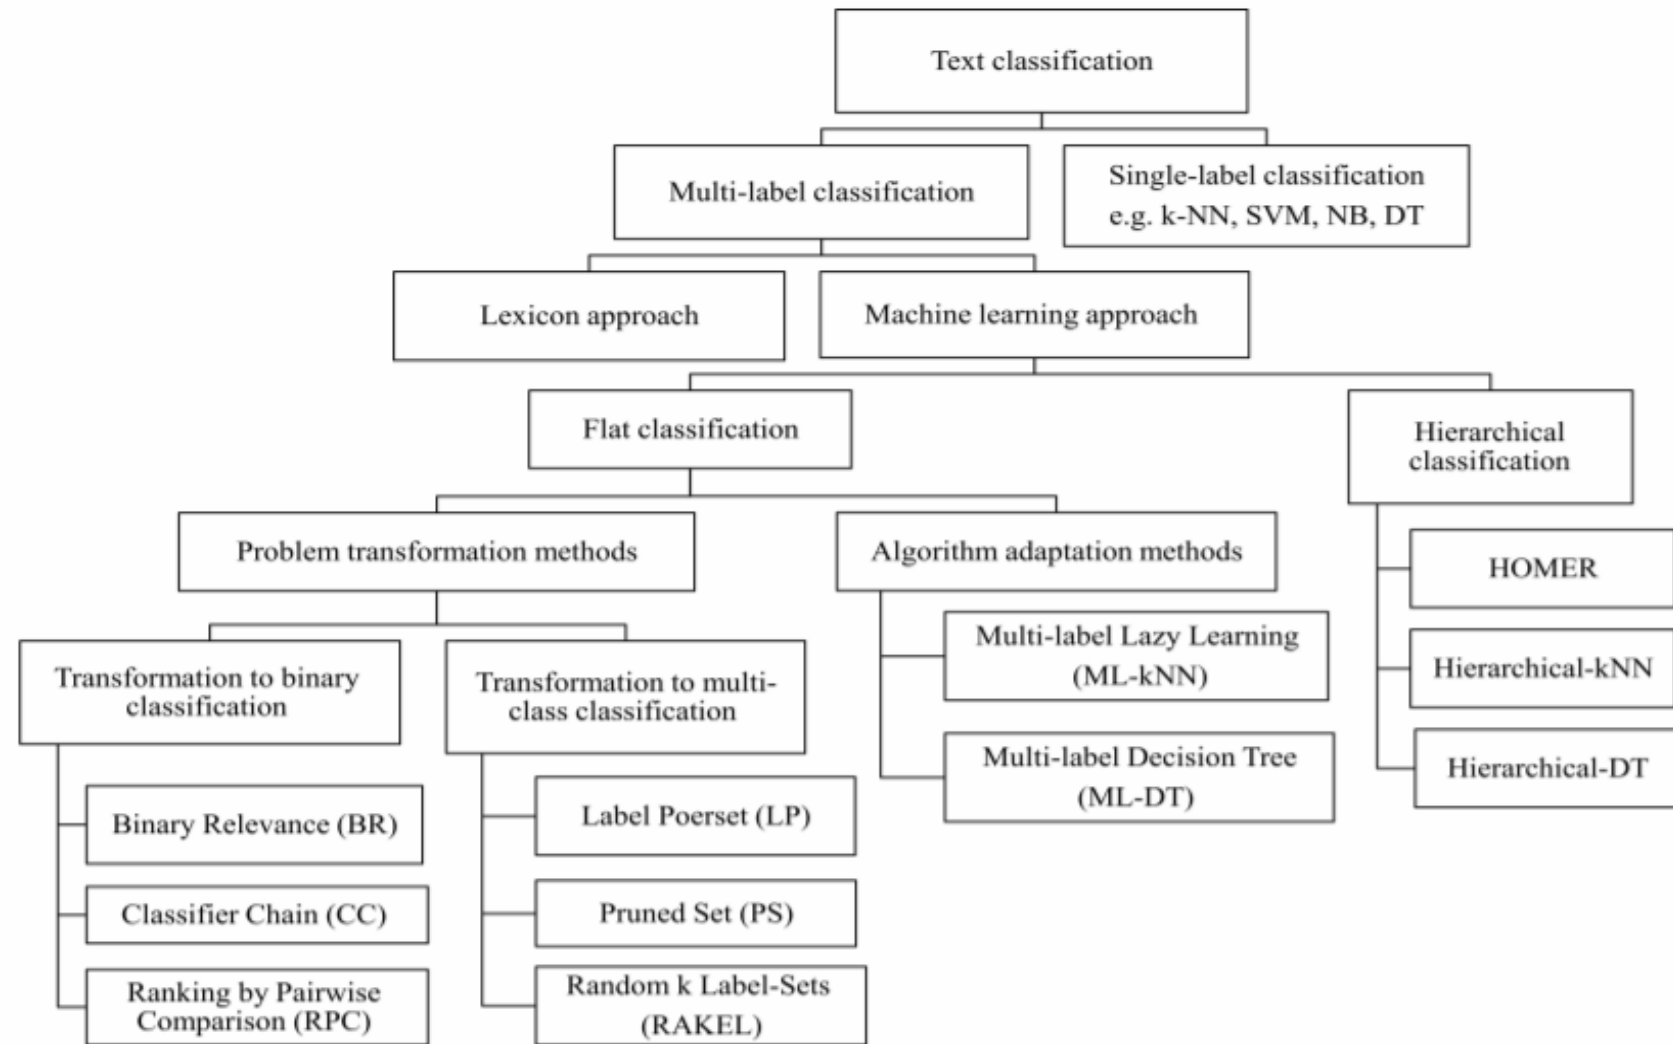 Text classification
Multi-label classification
Single-label classification
e.g. k-NN, SVM, NB, DT
Lexicon approach
Machine learning approach
Flat classification
Hierarchical
classification
Problem transformation methods
Algorithm adaptation methods
HOMER
Hierarchical-kNN
Hierarchical-DT
Multi-label Lazy Learning
(ML-kNN)
Multi-label Decision Tree
(ML-DT)
Transformation to binary
classification
Transformation to multi-
class classification
Binary Relevance (BR)
Classifier Chain (CC)
Ranking by Pairwise
Comparison (RPC)
Label Poerset (LP)
Pruned Set (PS)
Random k Label-Sets
(RAKEL)